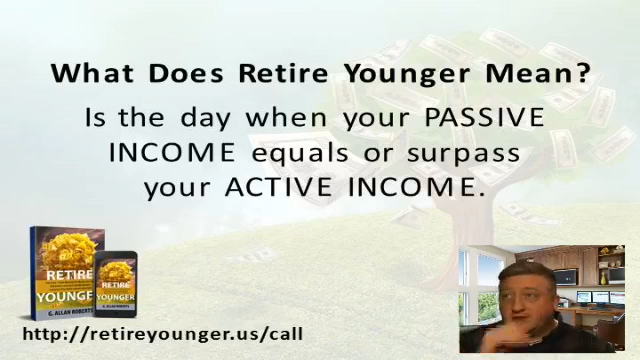 What Does Retire Younger Mean?
Is the day when your PASSIVE
INCOME equals or surpass
your ACTIVE INCOME.
RETIRE
YOUNGER
G. ALLAN ROBERTS
RETIRE
YOUNGER
http://retireyounger.us/call